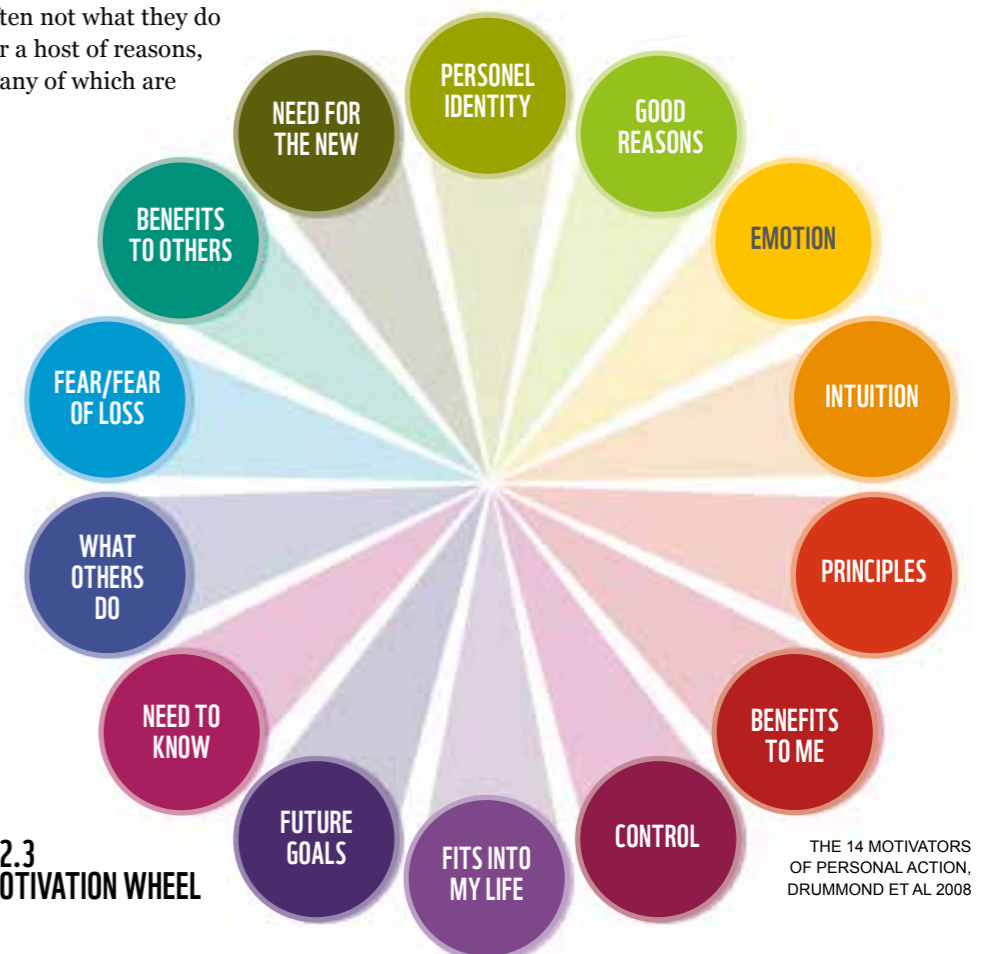 ften not what they do
r a host of reasons,
any of which are
PERSONEL
IDENTITY
GOOD
REASONS
EMOTION
INTUITION
PRINCIPLES
BENEFITS
TO ME
CONTROL
FITS INTO
MY LIFE
FUTURE
GOALS
NEED TO
KNOW
WHAT
OTHERS
DO
FEAR/FEAR
OF LOSS
BENEFITS
TO OTHERS
NEED FOR
THE NEW
2.3
OTIVATION WHEEL
THE 14 MOTIVATORS
OF PERSONAL ACTION,
DRUMMOND ET AL 2008